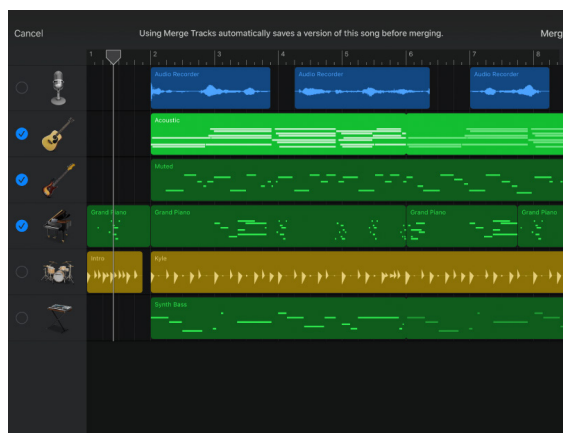 Cancel
Using Merge Tracks automatically saves a version of this song before merging.
Merg
1 2 3 4 5 6 7 8
Audio Recorder Audio Recorder Audio Recorder
Acoustic
Muted
Grand Piano Grand Piano Grand Piano Grand Piano
Intro Kyle
Synth Bass